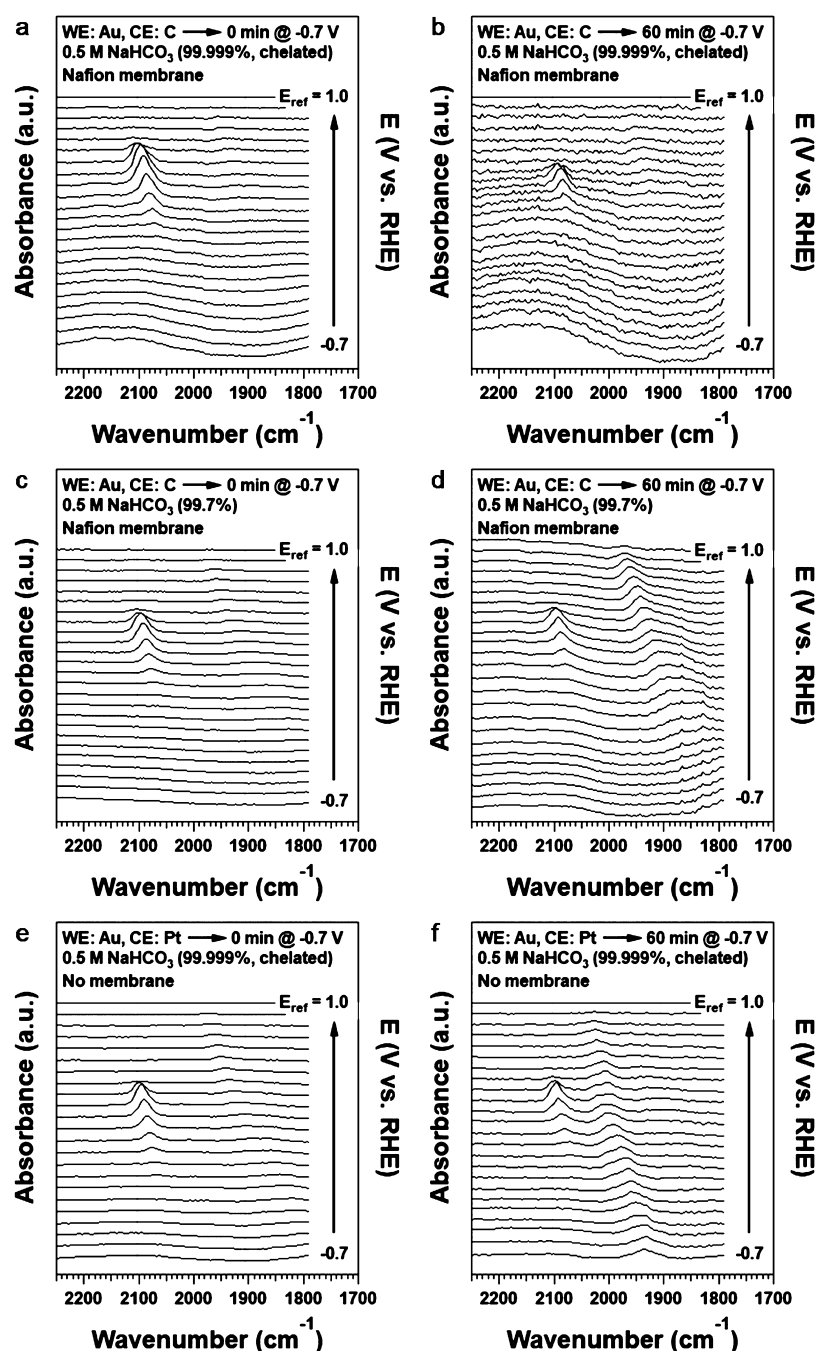 a
WE: Au, CE: C ⟶ 0 min @ -0.7 V
0.5 M NaHCO₃ (99.999%, chelated)
Nafion membrane
E_ref = 1.0
-0.7
Absorbance (a.u.)
E (V vs. RHE)
2200 2100 2000 1900 1800 1700
Wavenumber (cm⁻¹)
b
WE: Au, CE: C ⟶ 60 min @ -0.7 V
0.5 M NaHCO₃ (99.999%, chelated)
Nafion membrane
E_ref = 1.0
-0.7
Absorbance (a.u.)
E (V vs. RHE)
2200 2100 2000 1900 1800 1700
Wavenumber (cm⁻¹)
c
WE: Au, CE: C ⟶ 0 min @ -0.7 V
0.5 M NaHCO₃ (99.7%)
Nafion membrane
E_ref = 1.0
-0.7
Absorbance (a.u.)
E (V vs. RHE)
2200 2100 2000 1900 1800 1700
Wavenumber (cm⁻¹)
d
WE: Au, CE: C ⟶ 60 min @ -0.7 V
0.5 M NaHCO₃ (99.7%)
Nafion membrane
E_ref = 1.0
-0.7
Absorbance (a.u.)
E (V vs. RHE)
2200 2100 2000 1900 1800 1700
Wavenumber (cm⁻¹)
e
WE: Au, CE: Pt ⟶ 0 min @ -0.7 V
0.5 M NaHCO₃ (99.999%, chelated)
No membrane
E_ref = 1.0
-0.7
Absorbance (a.u.)
E (V vs. RHE)
2200 2100 2000 1900 1800 1700
Wavenumber (cm⁻¹)
f
WE: Au, CE: Pt ⟶ 60 min @ -0.7 V
0.5 M NaHCO₃ (99.999%, chelated)
No membrane
E_ref = 1.0
-0.7
Absorbance (a.u.)
E (V vs. RHE)
2200 2100 2000 1900 1800 1700
Wavenumber (cm⁻¹)